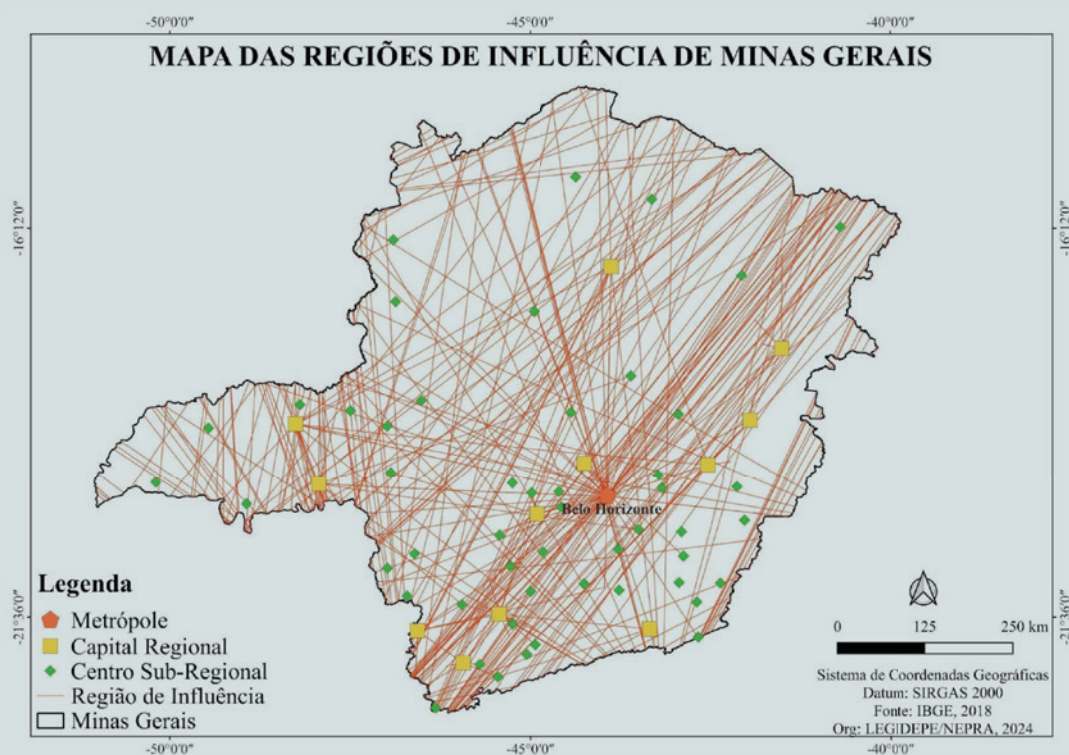 -50°0'0" -45°0'0" -40°0'0"
MAPA DAS REGIÕES DE INFLUÊNCIA DE MINAS GERAIS
-16°12'0" -16°12'0"
Belo Horizonte
Legenda
Metrópole
Capital Regional
Centro Sub-Regional
Região de Influência
Minas Gerais
-21°36'0" -21°36'0"
0 125 250 km
Sistema de Coordenadas Geográficas
Datum: SIRGAS 2000
Fonte: IBGE, 2018
Org: LEGIDEPE/NEPRA, 2024
-50°0'0" -45°0'0" -40°0'0"